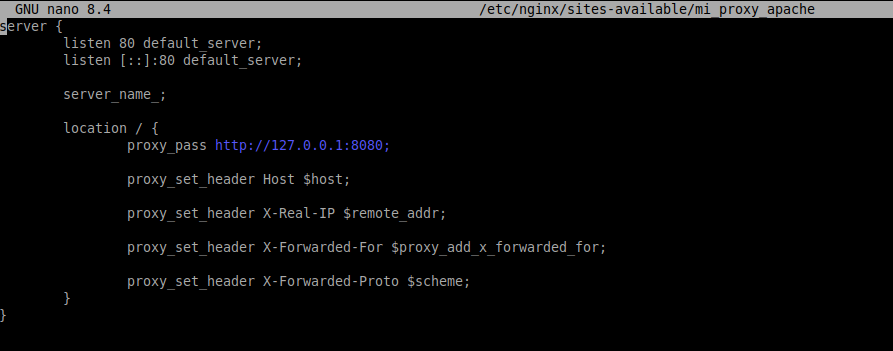 GNU nano 8.4 /etc/nginx/sites-available/mi_proxy_apache
server {
listen 80 default_server;
listen [::]:80 default_server;
server_name_;
location / {
proxy_pass http://127.0.0.1:8080;
proxy_set_header Host $host;
proxy_set_header X-Real-IP $remote_addr;
proxy_set_header X-Forwarded-For $proxy_add_x_forwarded_for;
proxy_set_header X-Forwarded-Proto $scheme;
}
}